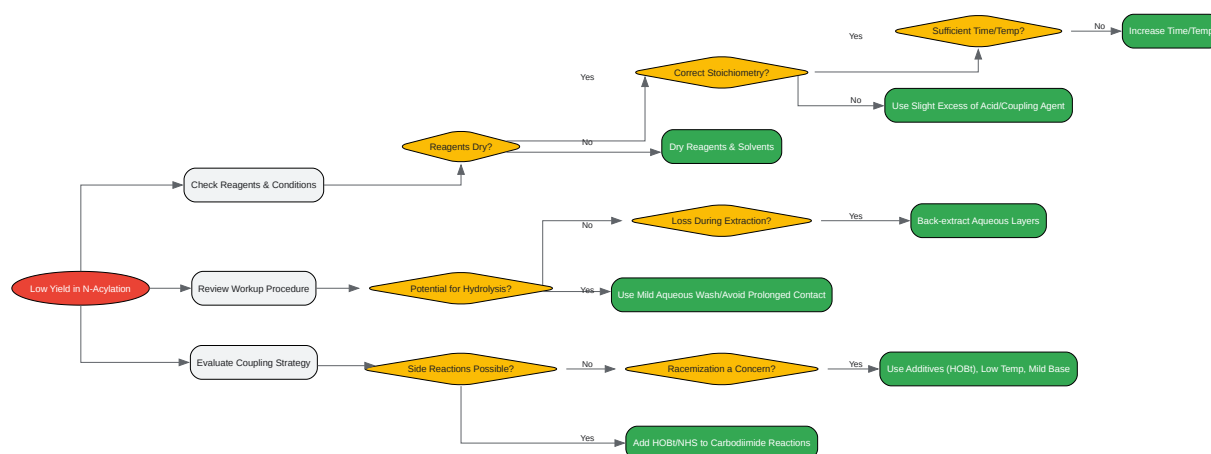 Sufficient Time/Temp?
No
Increase Time/Temp
Yes
Correct Stoichiometry?
Yes
No
Use Slight Excess of Acid/Coupling Agent
Reagents Dry?
No
Dry Reagents & Solvents
Check Reagents & Conditions
Loss During Extraction?
Yes
Back-extract Aqueous Layers
No
Low Yield in N-Acylation
Review Workup Procedure
Potential for Hydrolysis?
Yes
Use Mild Aqueous Wash/Avoid Prolonged Contact
Evaluate Coupling Strategy
Side Reactions Possible?
No
Racemization a Concern?
Yes
Use Additives (HOBt), Low Temp, Mild Base
Yes
Add HOBt/NHS to Carbodiimide Reactions